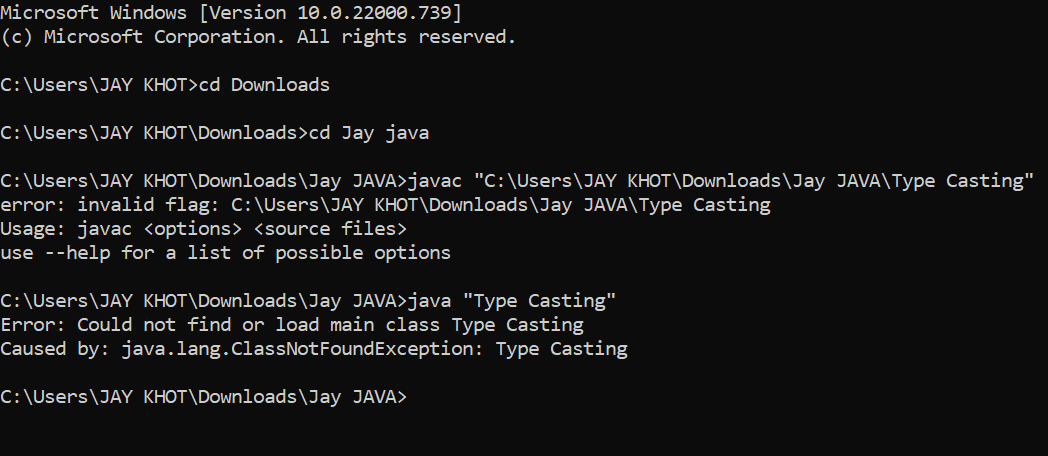 Microsoft Windows [Version 10.0.22000.739]
(c) Microsoft Corporation. All rights reserved.
C:\Users\JAY KHOT>cd Downloads
C:\Users\JAY KHOT\Downloads>cd Jay java
C:\Users\JAY KHOT\Downloads\Jay JAVA>javac "C:\Users\JAY KHOT\Downloads\Jay JAVA\Type Casting"
error: invalid flag: C:\Users\JAY KHOT\Downloads\Jay JAVA\Type Casting
Usage: javac <options> <source files>
use --help for a list of possible options
C:\Users\JAY KHOT\Downloads\Jay JAVA>java "Type Casting"
Error: Could not find or load main class Type Casting
Caused by: java.lang.ClassNotFoundException: Type Casting
C:\Users\JAY KHOT\Downloads\Jay JAVA>